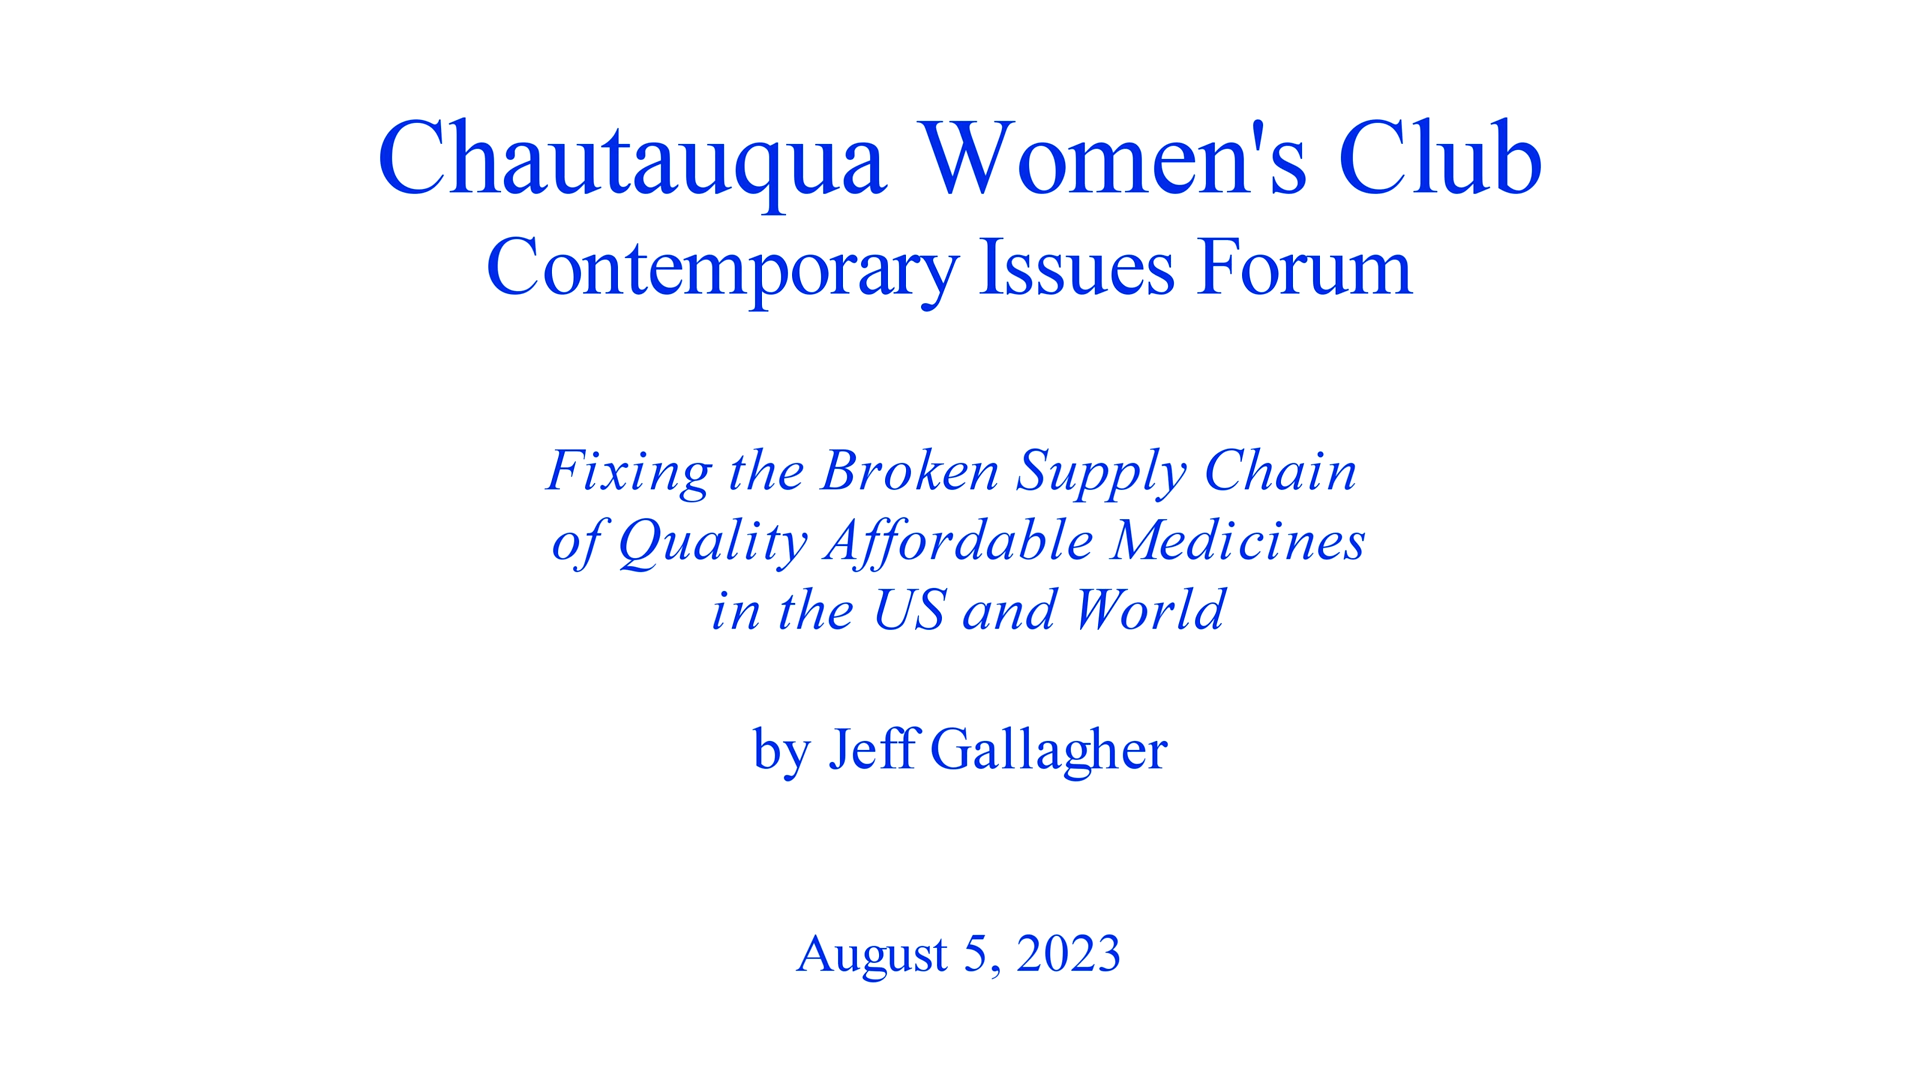 Chautauqua Women's Club
Contemporary Issues Forum
Fixing the Broken Supply Chain
of Quality Affordable Medicines
in the US and World
by Jeff Gallagher
August 5, 2023